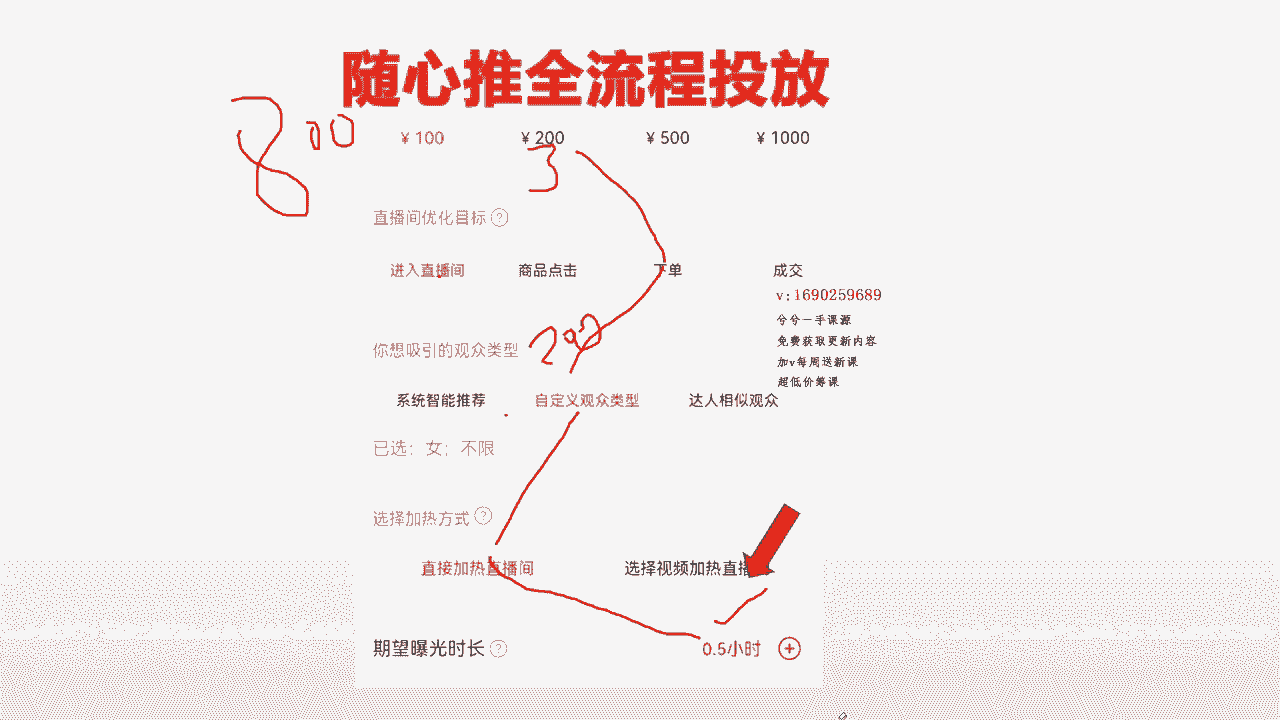 随心推全流程投放
800
¥ 100 ¥ 200 ¥ 500 ¥ 1000
3
直播间优化目标 ?
进入直播间 商品点击 下单 成交
v:1690259689
兮兮一手课源
免费获取更新内容
加v每周送新课
超低价筹课
你想吸引的观众类型 200
系统智能推荐 自定义观众类型 达人相似观众
已选：女；不限
选择加热方式 ?
直接加热直播间 选择视频加热直播
期望曝光时长 ? 0.5小时 +